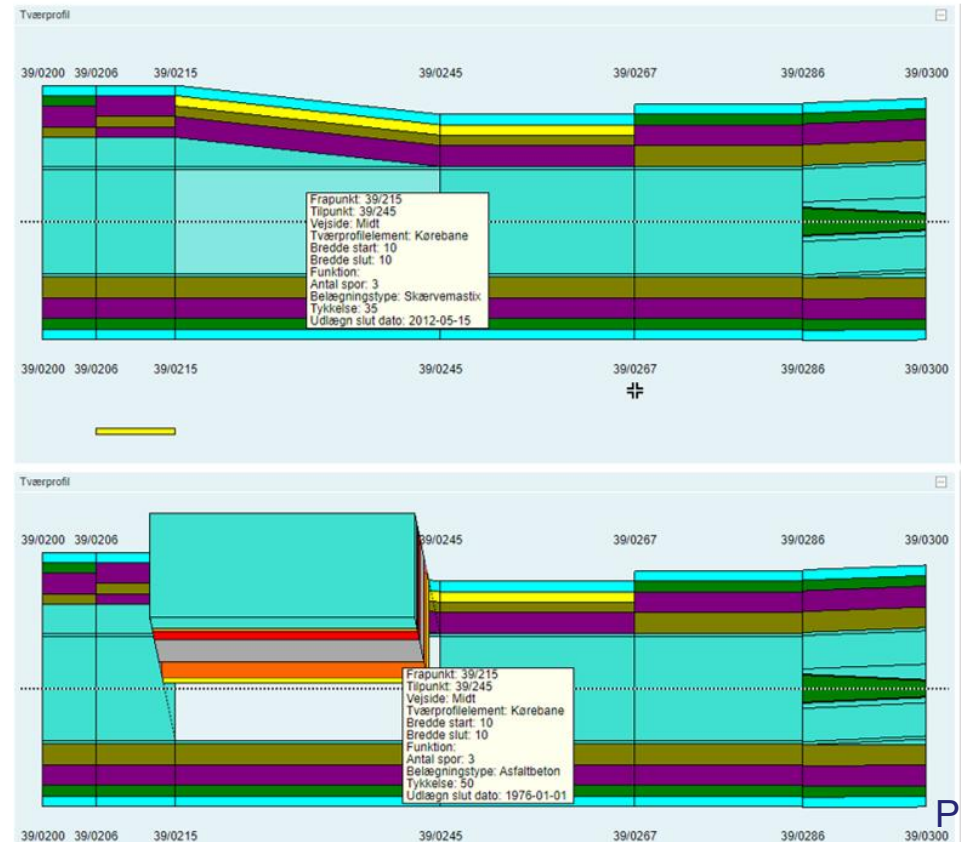 Tværprofil
39/0200 39/0206 39/0215 39/0245 39/0267 39/0286 39/0300
Frapunkt: 39/215
Tilpunkt: 39/245
Vejside: Midt
Tværprofilelement: Kørebane
Bredde start: 10
Bredde slut: 10
Funktion:
Antal spor: 3
Belægningstype: Skærvemastix
Tykkelse: 35
Udlægn slut dato: 2012-05-15
39/0200 39/0206 39/0215 39/0245 39/0267 39/0286 39/0300
Tværprofil
39/0200 39/0206 39/0245 39/0267 39/0286 39/0300
Frapunkt: 39/215
Tilpunkt: 39/245
Vejside: Midt
Tværprofilelement: Kørebane
Bredde start: 10
Bredde slut: 10
Funktion:
Antal spor: 3
Belægningstype: Asfaltbeton
Tykkelse: 50
Udlægn slut dato: 1976-01-01
P
39/0200 39/0206 39/0215 39/0245 39/0267 39/0286 39/0300